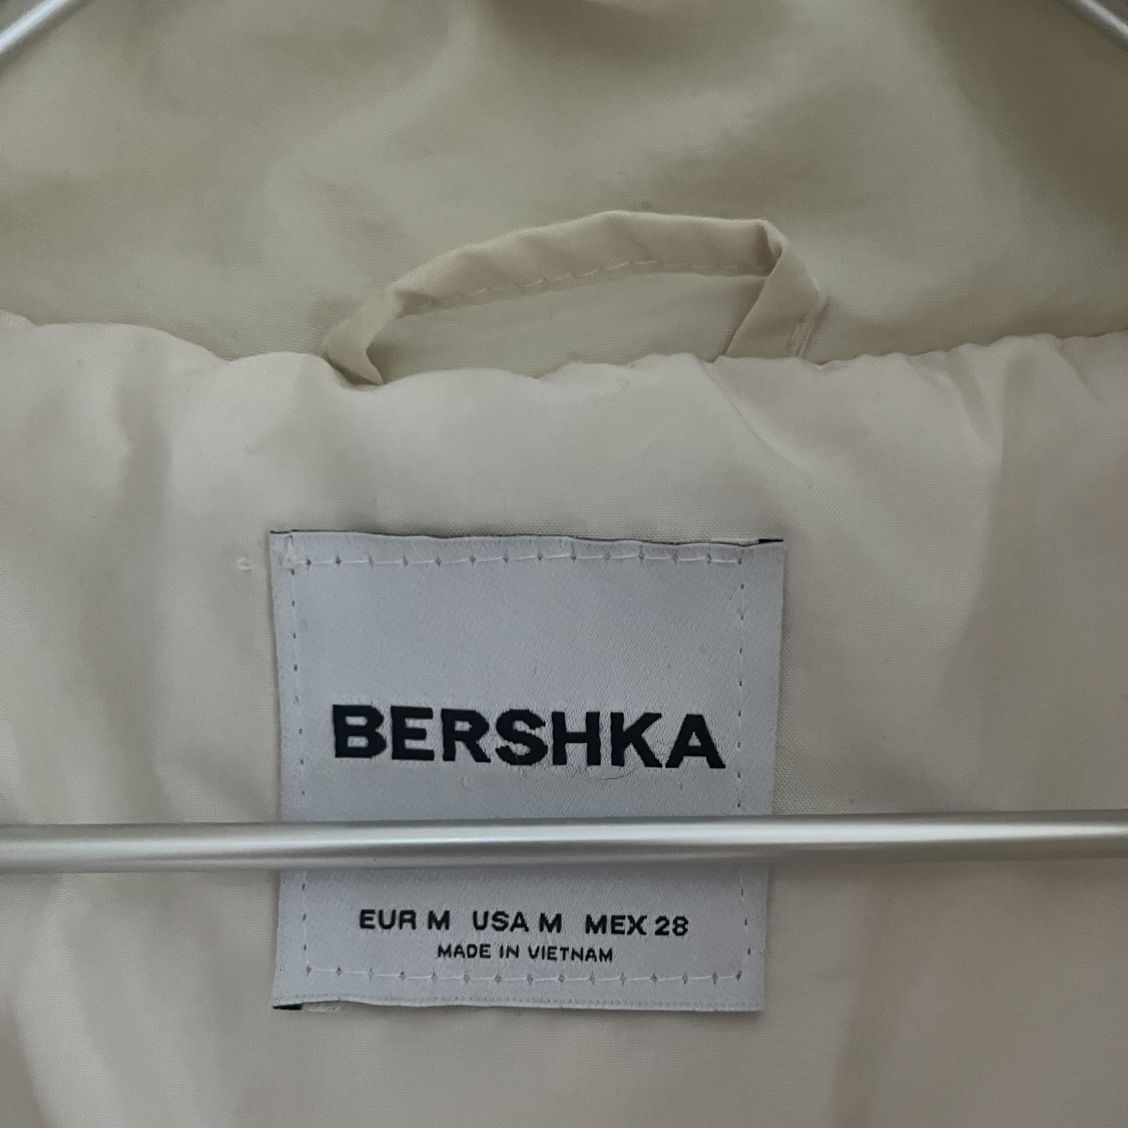 BERSHKA
EUR M USA M MEX 28
MADE IN VIETNAM